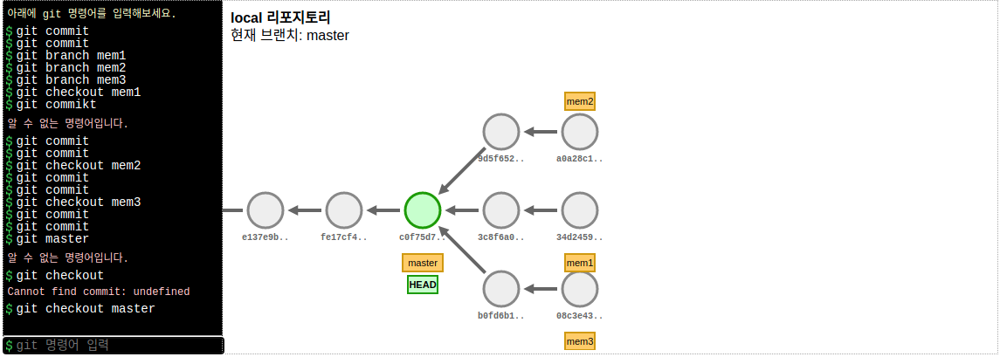 아래에 git 명령어를 입력해보세요.
$ git commit
$ git commit
$ git branch mem1
$ git branch mem2
$ git branch mem3
$ git checkout mem1
$ git commikt
알 수 없는 명령어입니다.
$ git commit
$ git commit
$ git checkout mem2
$ git commit
$ git commit
$ git checkout mem3
$ git commit
$ git commit
$ git master
알 수 없는 명령어입니다.
$ git checkout
Cannot find commit: undefined
$ git checkout master
$ git 명령어 입력
local 리포지토리
현재 브랜치: master
mem2
9d5f652..
a0a28c1..
e137e9b..
fe17cf4..
c0f75d7..
3c8f6a0..
34d2459..
master
mem1
HEAD
b0fd6b1..
08c3e43..
mem3